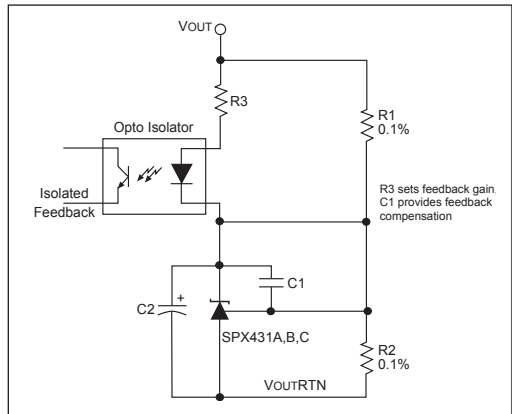 VOUT
R3
Opto Isolator
R1
0.1%
Isolated
Feedback
R3 sets feedback gain.
C1 provides feedback
compensation
C1
C2
+
SPX431A,B,C
R2
0.1%
VOUTRTN